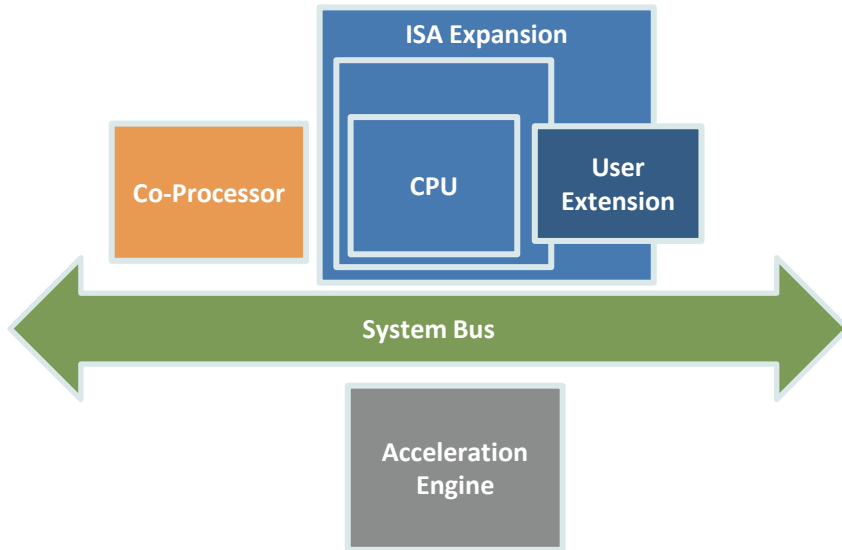 ISA Expansion
Co-Processor
CPU
User
Extension
System Bus
Acceleration
Engine